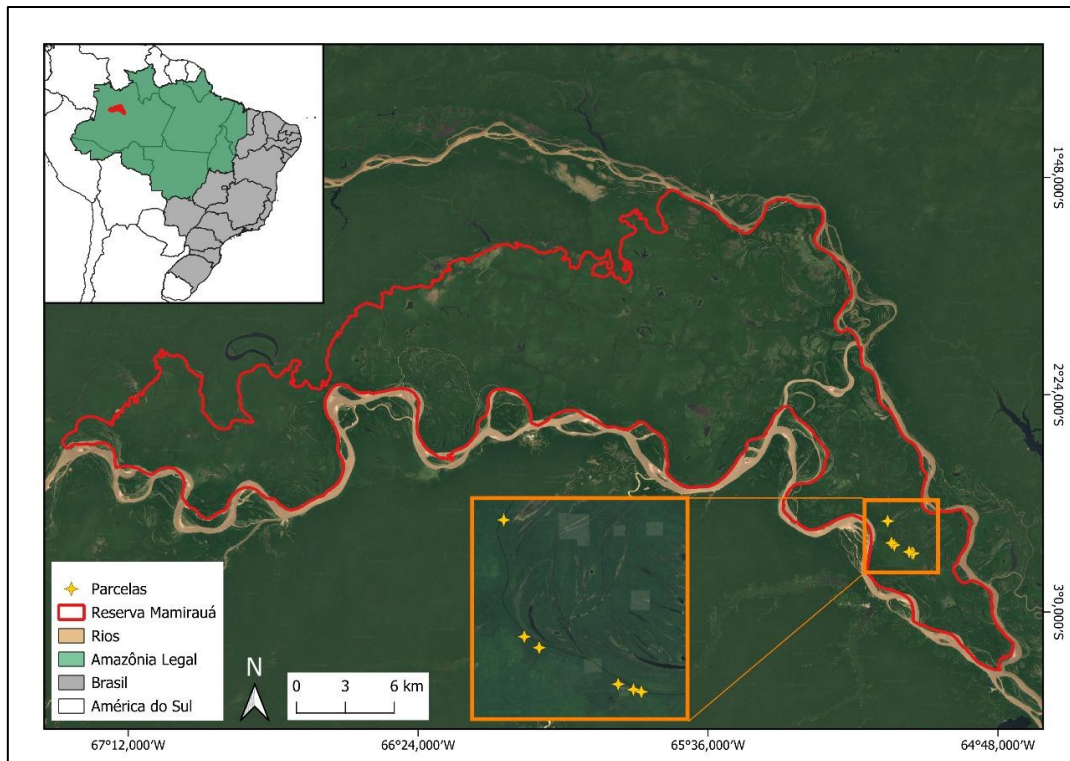 1°48,000'S
2°24,000'S
3°0,000'S
Parcelas
Reserva Mamirauá
Rios
Amazônia Legal
Brasil
América do Sul
N
0 3 6 km
67°12,000'W 66°24,000'W 65°36,000'W 64°48,000'W